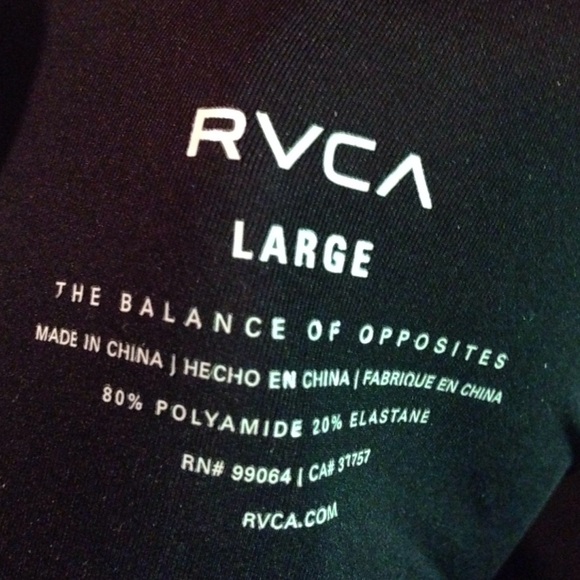 RVCA
LARGE
THE BALANCE OF OPPOSITES
MADE IN CHINA | HECHO EN CHINA | FABRIQUE EN CHINA
80% POLYAMIDE 20% ELASTANE
RN# 99064 | CA# 37757
RVCA.COM